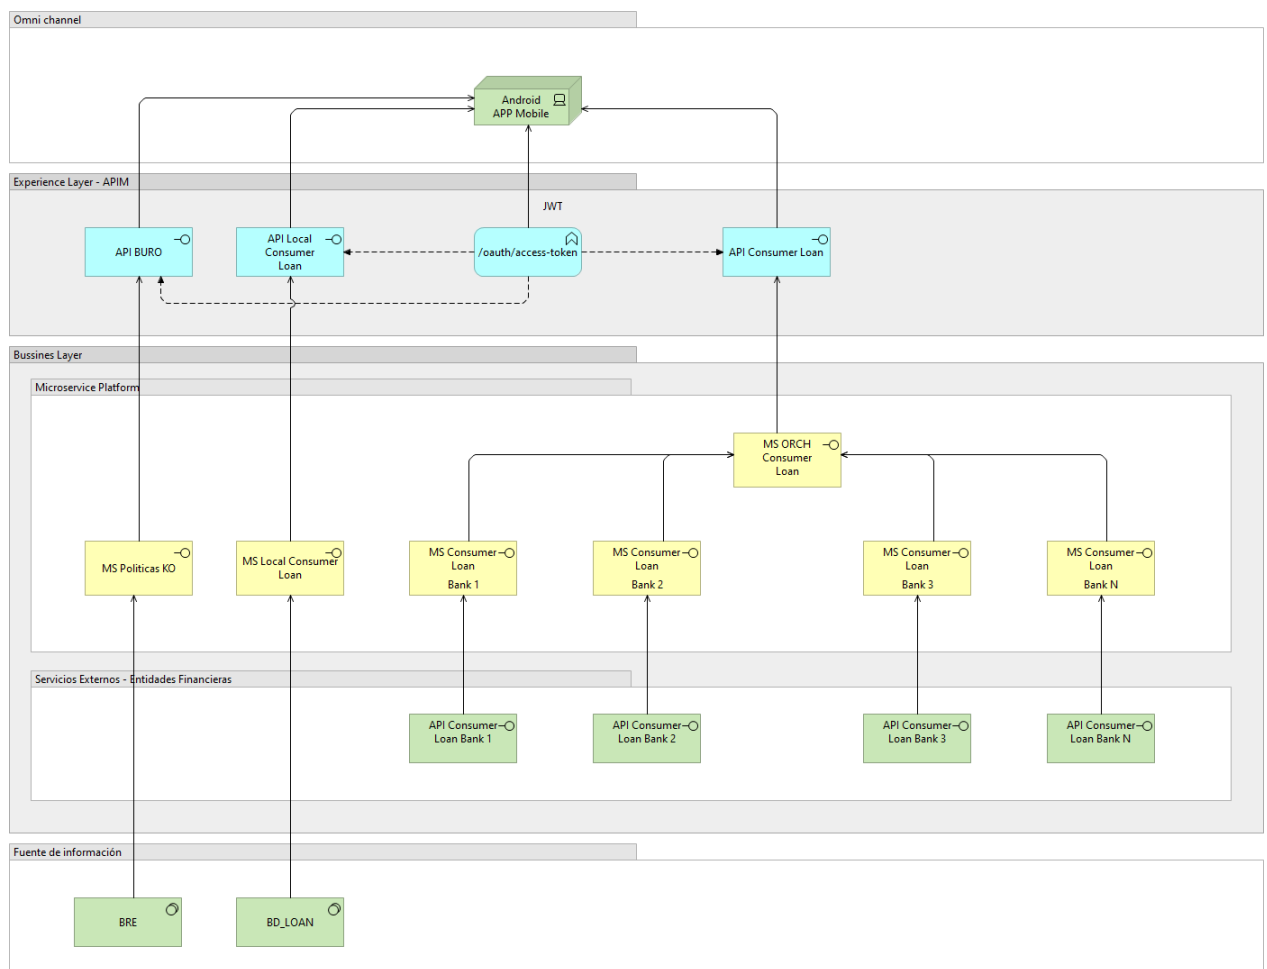 Omni channel
Android
APP Mobile
Experience Layer - APIM
JWT
API BURO
API Local
Consumer
Loan
/oauth/access-token
API Consumer Loan
Bussines Layer
Microservice Platform
MS ORCH
Consumer
Loan
MS Politicas KO
MS Local Consumer
Loan
MS Consumer
Loan
Bank 1
MS Consumer
Loan
Bank 2
MS Consumer
Loan
Bank 3
MS Consumer
Loan
Bank N
Servicios Externos - Entidades Financieras
API Consumer
Loan Bank 1
API Consumer
Loan Bank 2
API Consumer
Loan Bank 3
API Consumer
Loan Bank N
Fuente de información
BRE
BD_LOAN